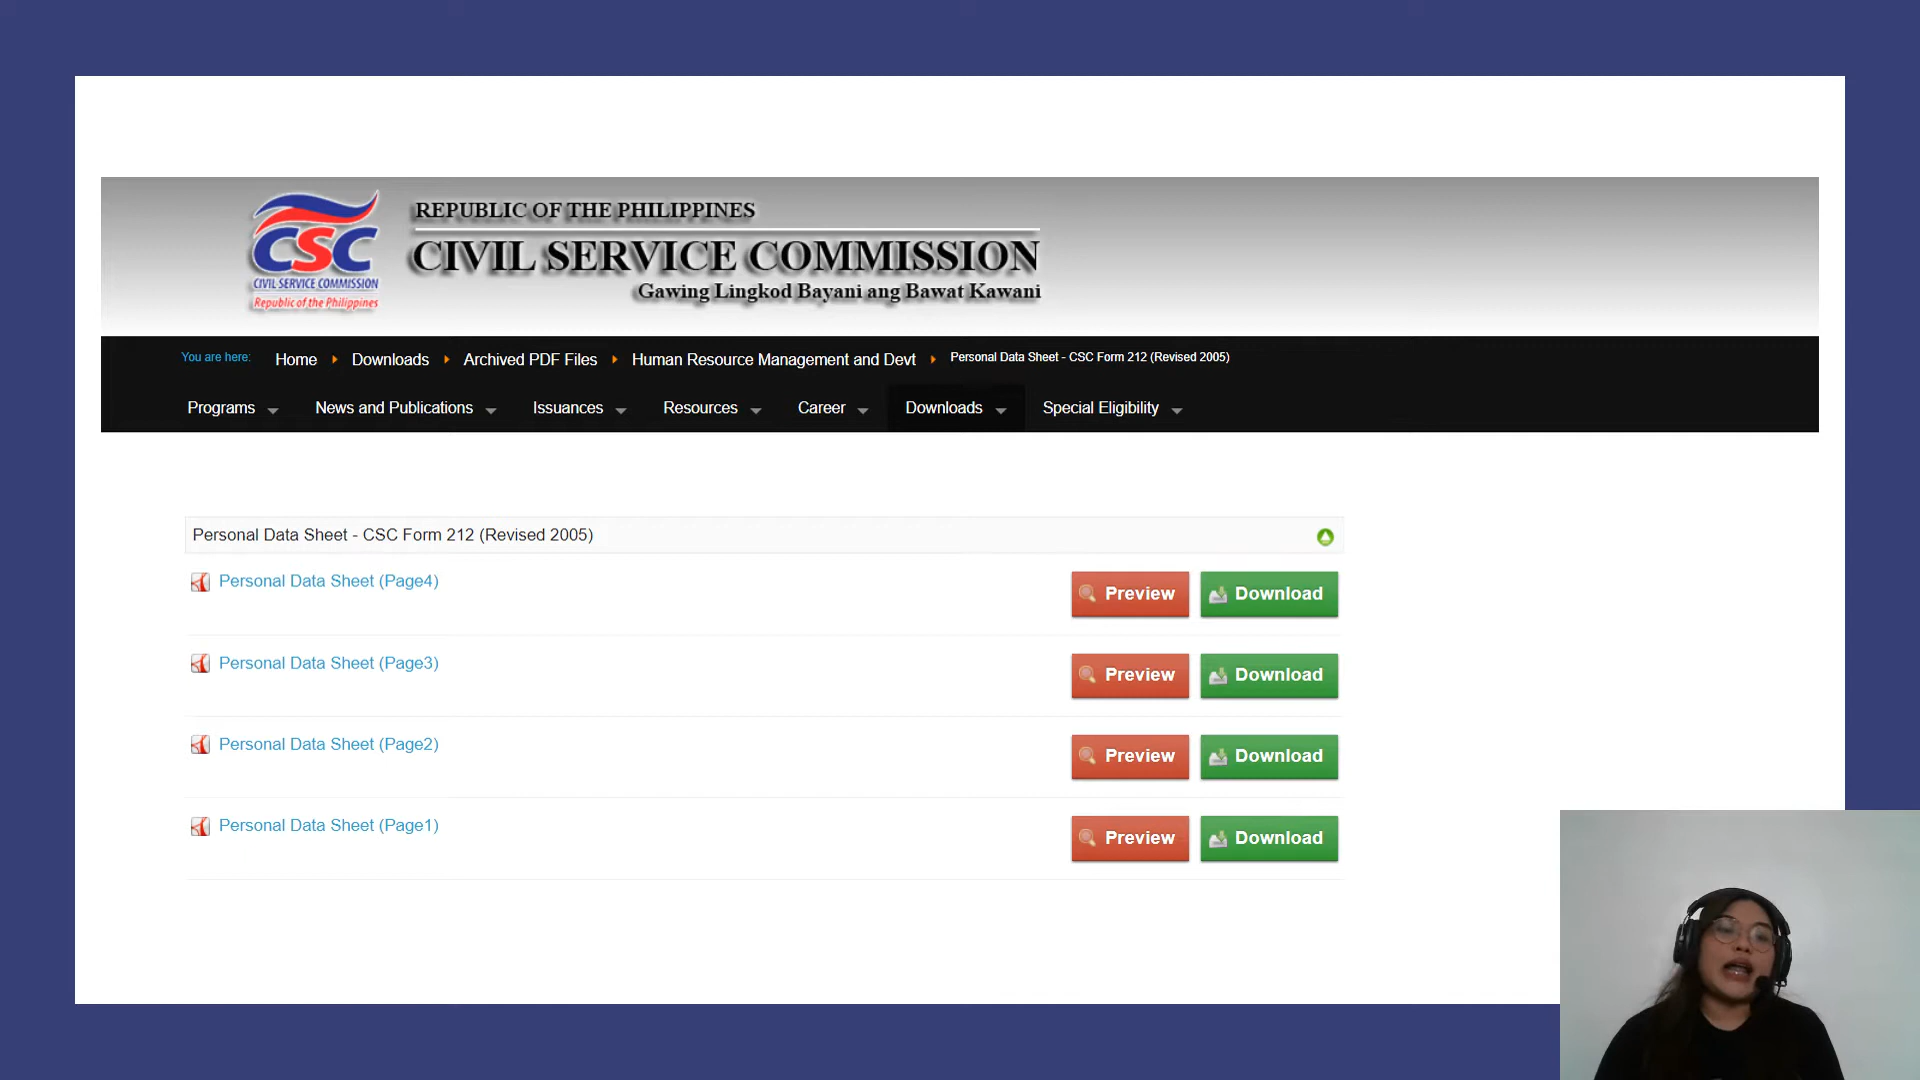 CSC
CIVIL SERVICE COMMISSION
Republic of the Philippines
REPUBLIC OF THE PHILIPPINES
CIVIL SERVICE COMMISSION
Gawing Lingkod Bayani ang Bawat Kawani
You are here: Home Downloads Archived PDF Files Human Resource Management and Devt Personal Data Sheet - CSC Form 212 (Revised 2005)
Programs News and Publications Issuances Resources Career Downloads Special Eligibility
Personal Data Sheet - CSC Form 212 (Revised 2005)
Personal Data Sheet (Page4) Preview Download
Personal Data Sheet (Page3) Preview Download
Personal Data Sheet (Page2) Preview Download
Personal Data Sheet (Page1) Preview Download